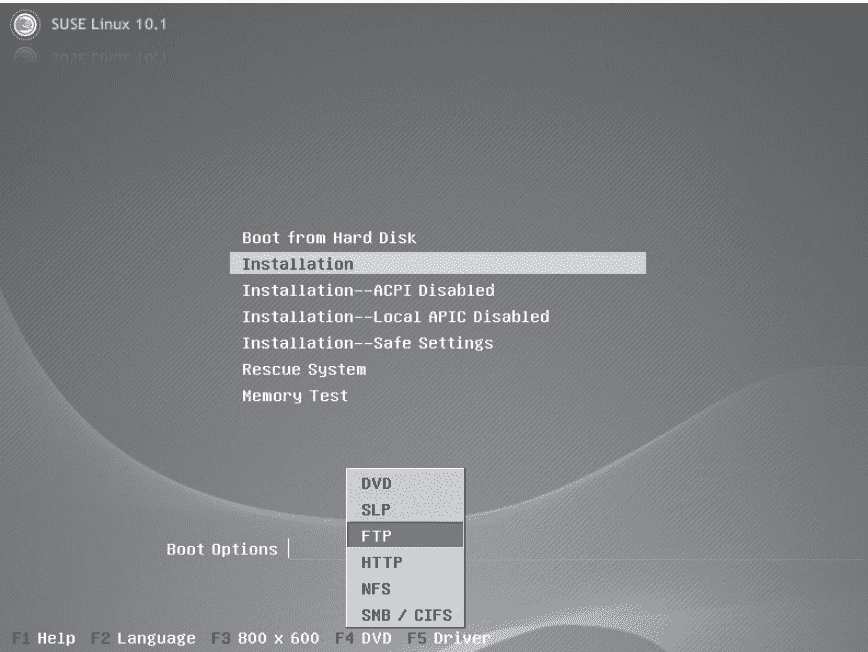 SUSE Linux 10.1
Boot from Hard Disk
Installation
Installation--ACPI Disabled
Installation--Local APIC Disabled
Installation--Safe Settings
Rescue System
Memory Test
DVD
SLP
FTP
HTTP
NFS
SMB / CIFS
Boot Options
F1 Help F2 Language F3 800 x 600 F4 DVD F5 Driver